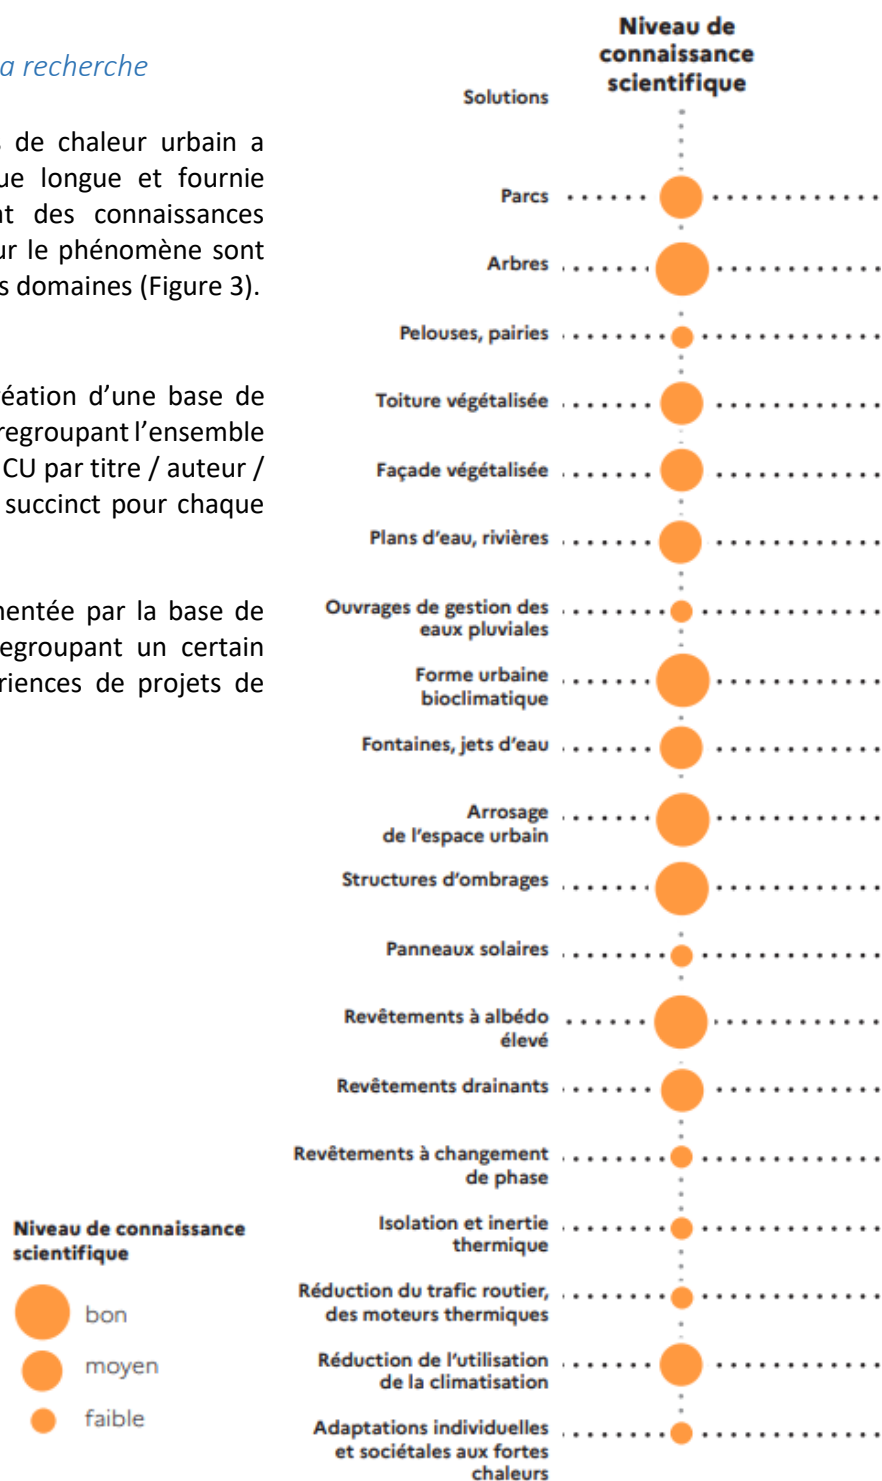 a recherche
de chaleur urbain a
ue longue et fournie
nt des connaissances
ur le phénomène sont
s domaines (Figure 3).
éation d'une base de
regroupant l'ensemble
CU par titre / auteur /
succinct pour chaque
mentée par la base de
egroupant un certain
riences de projets de
Niveau de connaissance
scientifique
bon
moyen
faible
Niveau de
connaissance
scientifique
Solutions
Parcs
Arbres
Pelouses, pairies
Toiture végétalisée
Façade végétalisée
Plans d'eau, rivières
Ouvrages de gestion des
eaux pluviales
Forme urbaine
bioclimatique
Fontaines, jets d'eau
Arrosage
de l'espace urbain
Structures d'ombrages
Panneaux solaires
Revêtements à albédo
élevé
Revêtements drainants
Revêtements à changement
de phase
Isolation et inertie
thermique
Réduction du trafic routier,
des moteurs thermiques
Réduction de l'utilisation
de la climatisation
Adaptations individuelles
et sociétales aux fortes
chaleurs